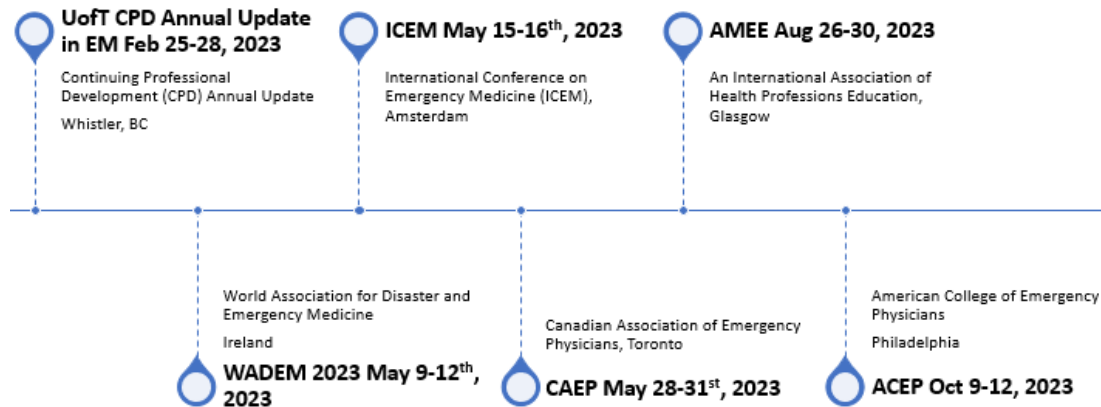 UofT CPD Annual Update
in EM Feb 25-28, 2023
Continuing Professional
Development (CPD) Annual Update
Whistler, BC
ICEM May 15-16th, 2023
International Conference on
Emergency Medicine (ICEM),
Amsterdam
AMEE Aug 26-30, 2023
An International Association of
Health Professions Education,
Glasgow
World Association for Disaster and
Emergency Medicine
Ireland
WADEM 2023 May 9-12th,
2023
Canadian Association of Emergency
Physicians, Toronto
CAEP May 28-31st, 2023
American College of Emergency
Physicians
Philadelphia
ACEP Oct 9-12, 2023